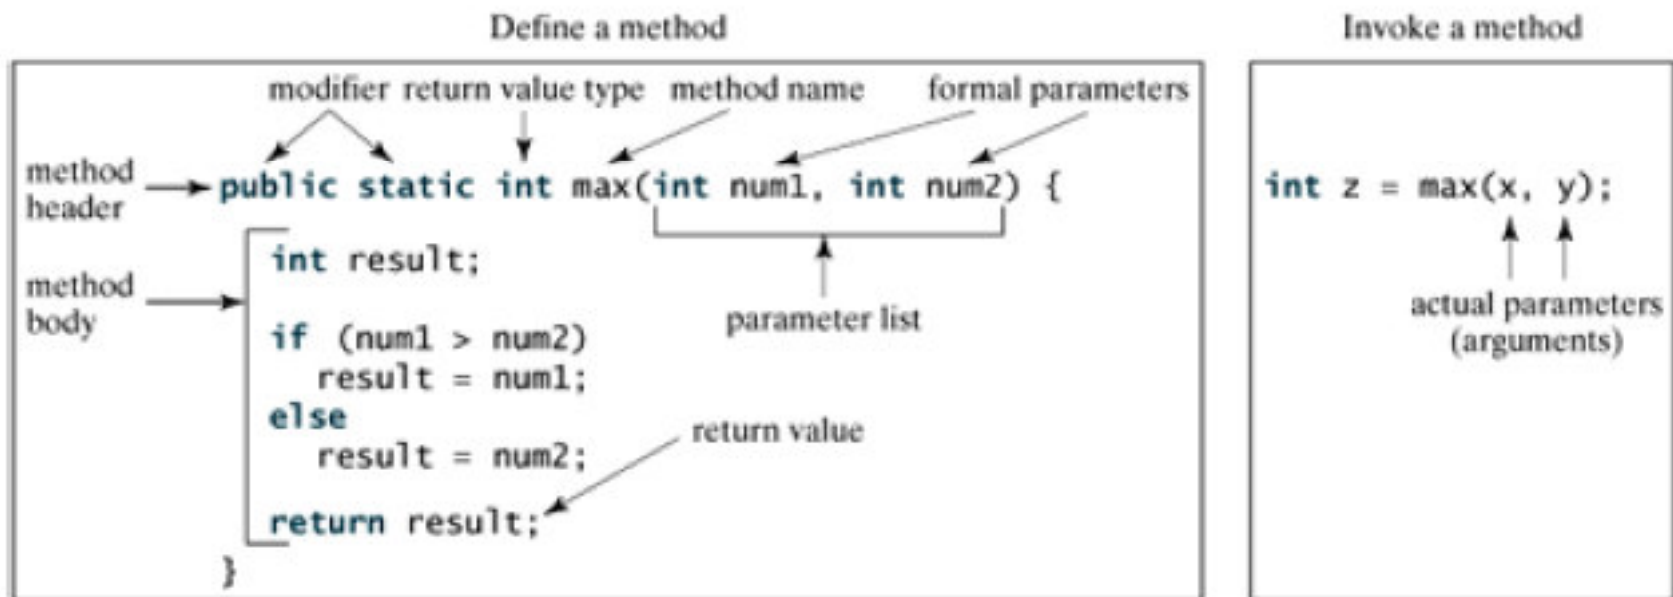 Define a method
modifier return value type method name formal parameters
method
header
public static int max(int num1, int num2) {
method
body
int result;
parameter list
if (num1 > num2)
result = num1;
else
result = num2;
return value
return result;
}
Invoke a method
int z = max(x, y);
actual parameters
(arguments)